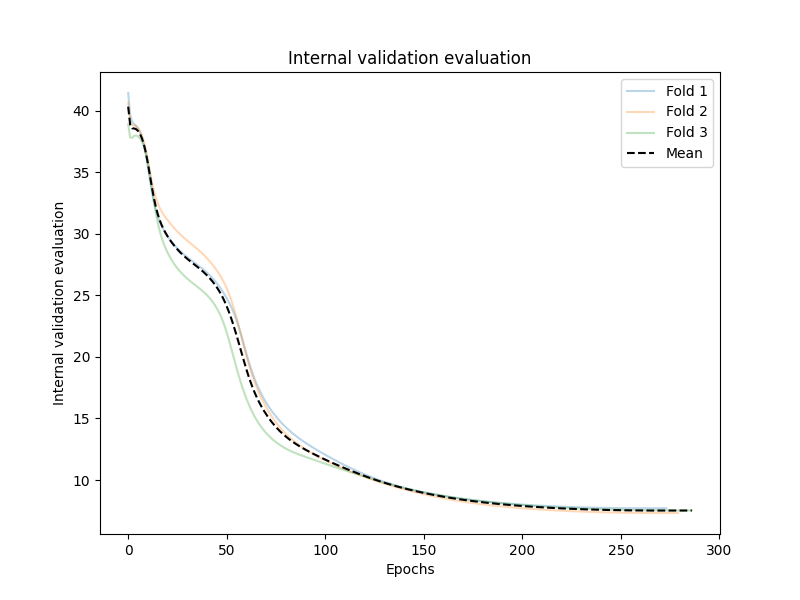 Internal validation evaluation
Fold 1
Fold 2
Fold 3
Mean
Internal validation evaluation
40
35
30
25
20
15
10
0 50 100 150 200 250 300
Epochs